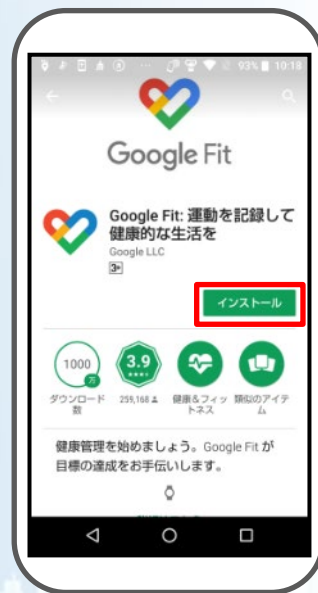 93% 10:18
Google Fit
Google Fit: 運動を記録して
健康的な生活を
Google LLC
3+
インストール
1000
万
3.9
ダウンロード
数
259,168
健康&フィッ
トネス
類似のアイテ
ム
健康管理を始めましょう。Google Fit が
目標の達成をお手伝いします。